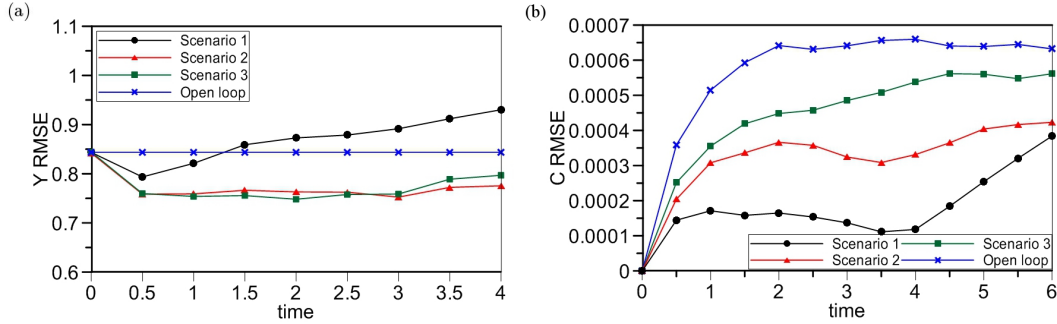 (a)
1.1
1
0.9
0.8
0.7
0.6
Y RMSE
Scenario 1
Scenario 2
Scenario 3
Open loop
0 0.5 1 1.5 2 2.5 3 3.5 4
time
(b)
0.0007
0.0006
0.0005
0.0004
0.0003
0.0002
0.0001
0
C RMSE
Scenario 1 Scenario 3
Scenario 2 Open loop
0 1 2 3 4 5 6
time